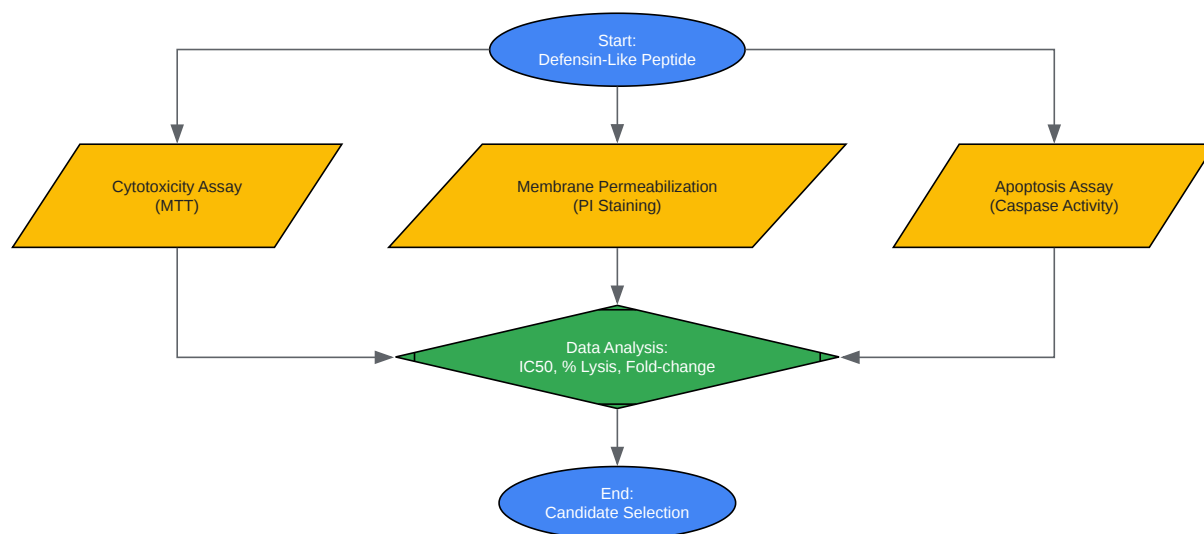 Start:
Defensin-Like Peptide
Cytotoxicity Assay
(MTT)
Membrane Permeabilization
(PI Staining)
Apoptosis Assay
(Caspase Activity)
Data Analysis:
IC50, % Lysis, Fold-change
End:
Candidate Selection